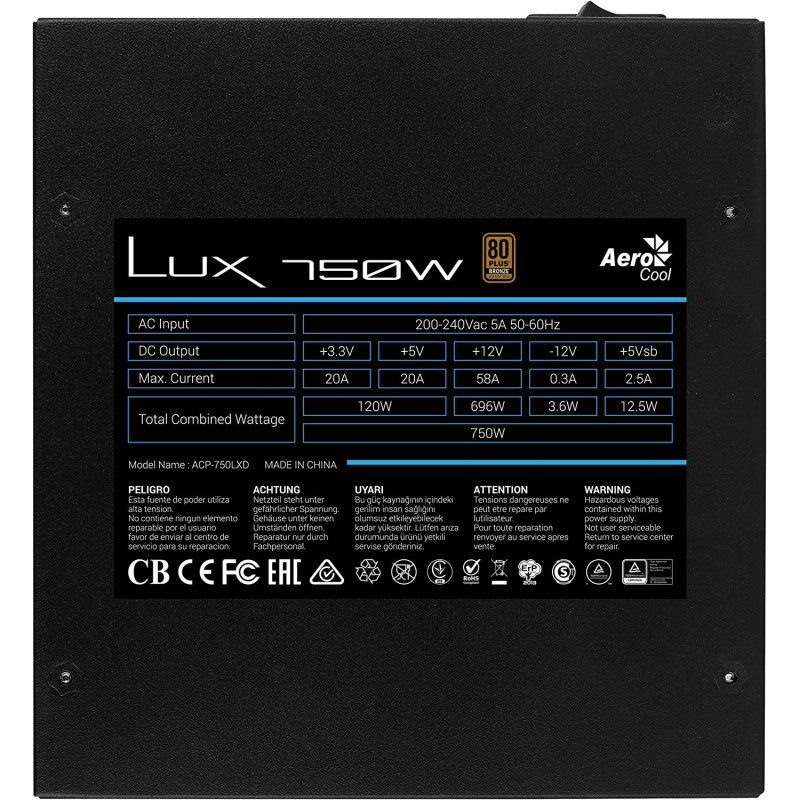 LUX 750W
80
PLUS
BRONZE
Aero
Cool
AC Input 200-240Vac 5A 50-60Hz
DC Output +3.3V +5V +12V -12V +5Vsb
Max. Current 20A 20A 58A 0.3A 2.5A
Total Combined Wattage 120W 696W 3.6W 12.5W
750W
Model Name : ACP-750LXD MADE IN CHINA
PELIGRO
Esta fuente de poder utiliza
alta tension.
No contiene ningun elemento
reparable por el usuario
favor de enviar al centro de
servicio para su reparacion.
ACHTUNG
Netzteil steht unter
gefährlicher Spannung.
Gehäuse unter keinen
Umständen öffnen.
Reparatur nur durch
Fachpersonal.
UYARI
Bu güç kaynağının içindeki
gerilim insan sağlığını
olumsuz etkileyebilecek
kadar yüksektir. Lütfen arıza
durumunda ürünü yetkili
servise gönderiniz.
ATTENTION
Tensions dangereuses ne
peut etre repare par
l'utilisateur.
Pour toute reparation
renvoyer au service apres
vente.
WARNING
Hazardous voltages
contained within this
power supply.
Not user serviceable.
Return to service center
for repair.
CB CE FC EAC
RoHS
Compliant
ErP
2013
S